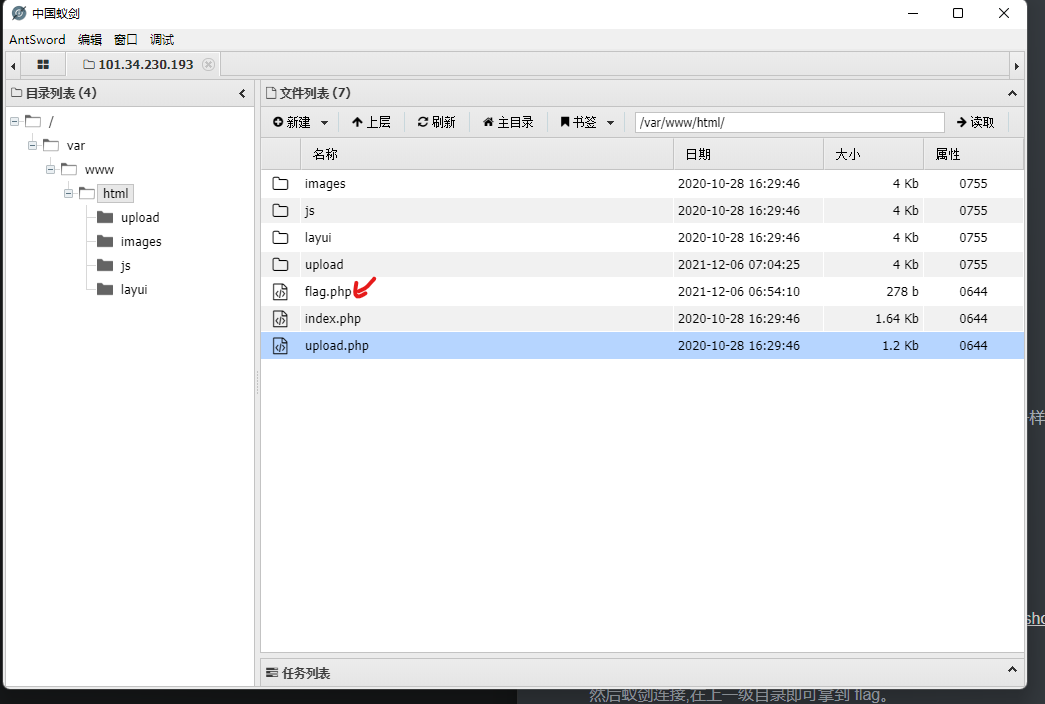 中国蚁剑
AntSword 编辑 窗口 调试
101.34.230.193
目录列表 (4)
/
var
www
html
upload
images
js
layui
文件列表 (7)
新建 上层 刷新 主目录 书签 /var/www/html/ 读取
名称 日期 大小 属性
images 2020-10-28 16:29:46 4 Kb 0755
js 2020-10-28 16:29:46 4 Kb 0755
layui 2020-10-28 16:29:46 4 Kb 0755
upload 2021-12-06 07:04:25 4 Kb 0755
flag.php 2021-12-06 06:54:10 278 b 0644
index.php 2020-10-28 16:29:46 1.64 Kb 0644
upload.php 2020-10-28 16:29:46 1.2 Kb 0644
样
sho
任务列表
然后蚁剑连接,在上一级目录即可拿到 flag。